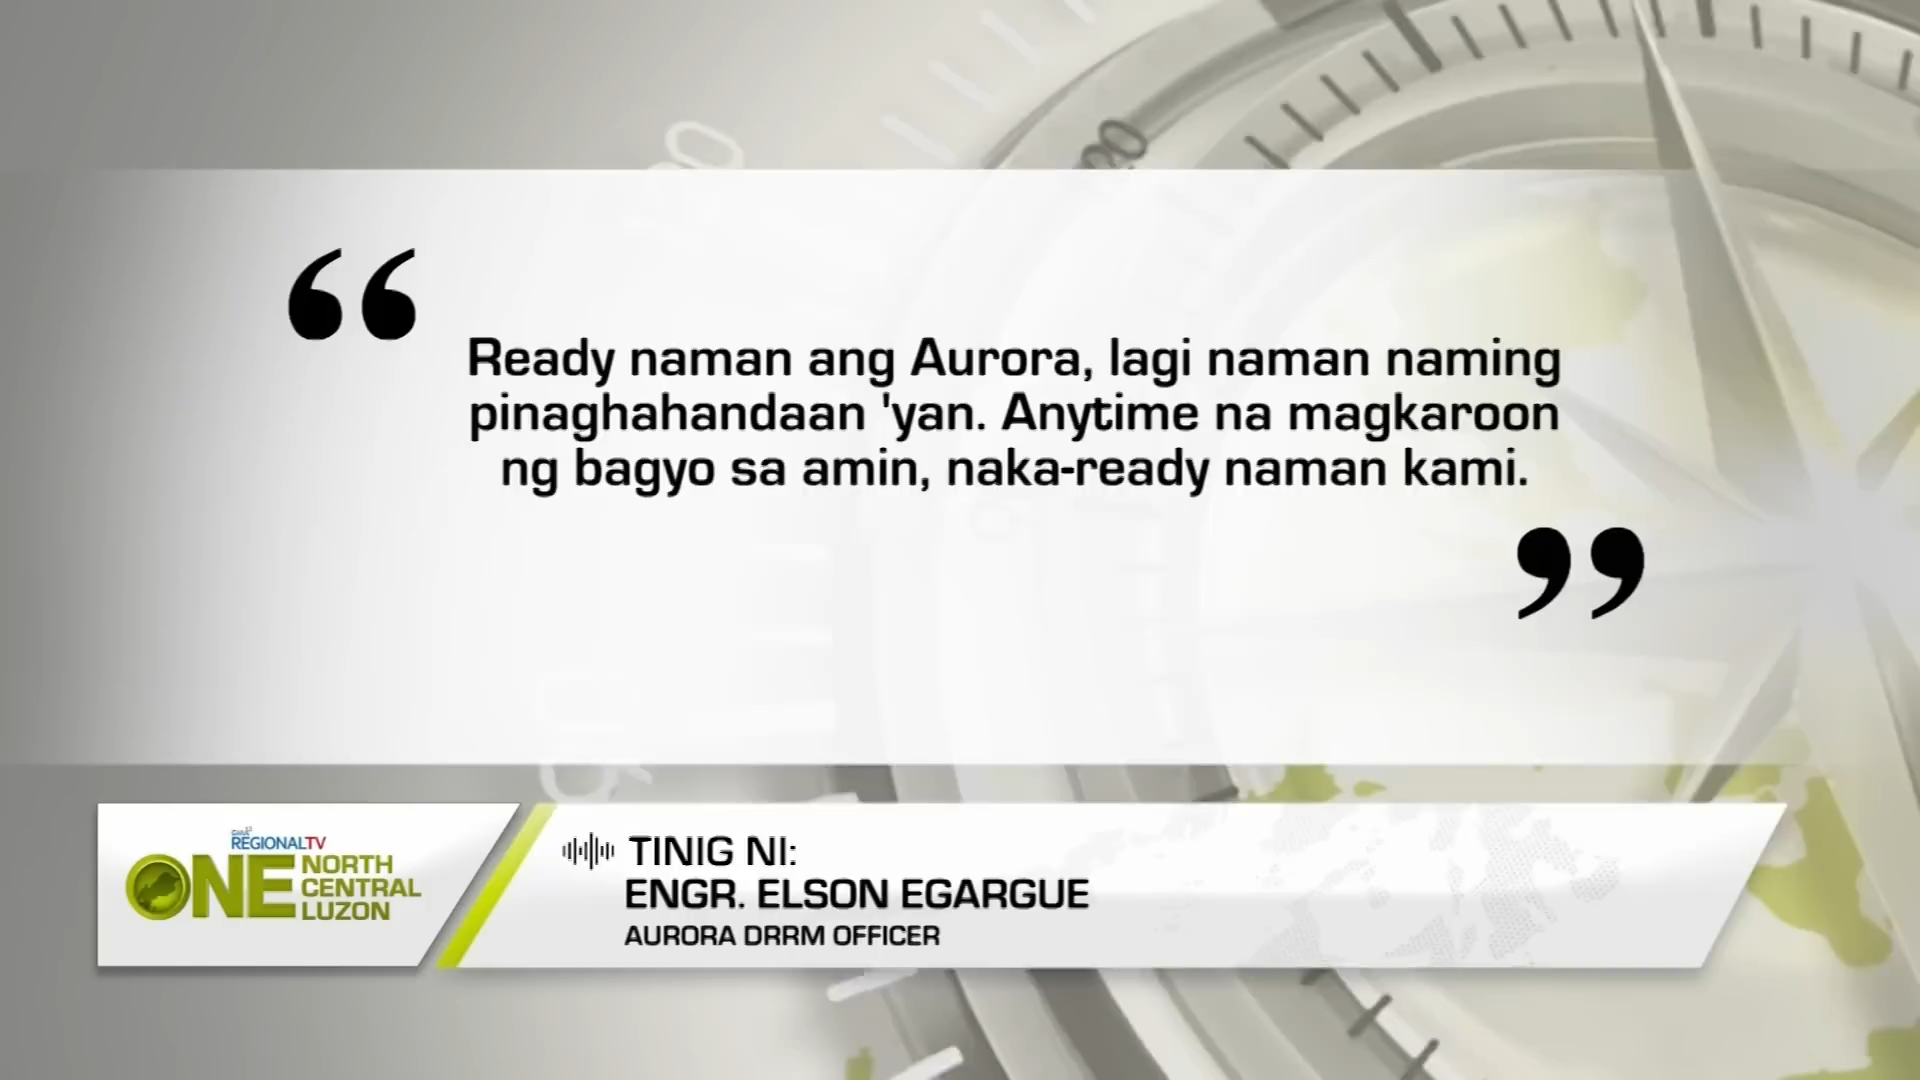 Ready naman ang Aurora, lagi naman naming
pinaghahandaan 'yan. Anytime na magkaroon
ng bagyo sa amin, naka-ready naman kami.
GMA
REGIONALTV
ONE NORTH
CENTRAL
LUZON
TINIG NI:
ENGR. ELSON EGARGUE
AURORA DRRM OFFICER